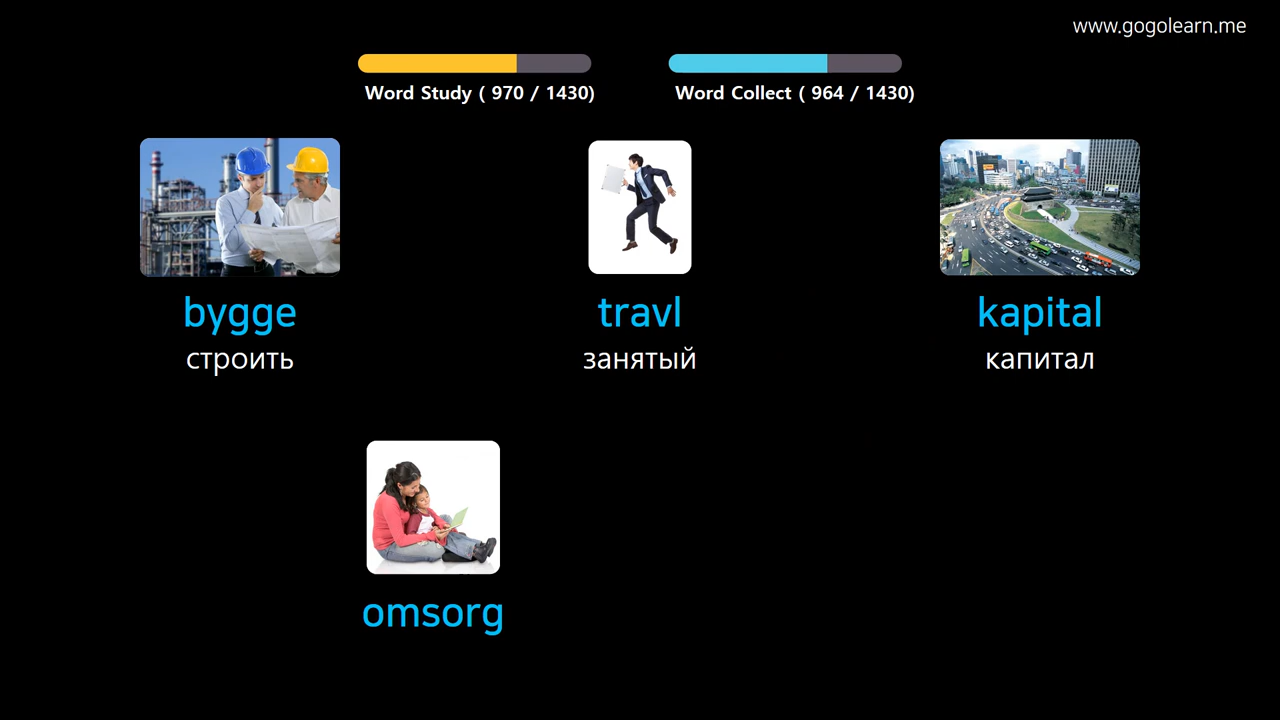 www.gogolearn.me
Word Study ( 970 / 1430)
Word Collect ( 964 / 1430)
bygge
строить
travl
занятый
kapital
капитал
omsorg